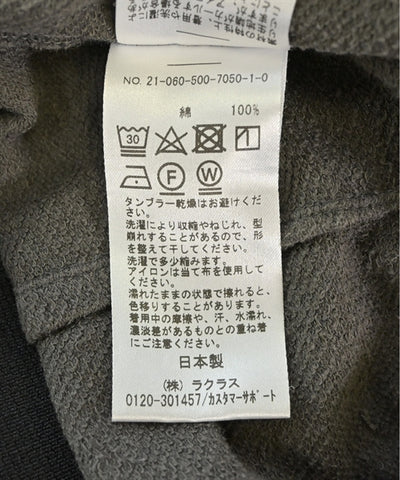 NO. 21-060-500-7050-1-0
綿 100%
30
F W
タンブラー乾燥はお避けくだ
さい。
洗濯により収縮やねじれ、型
崩れすることがあるので、形
を整えて干してください。
洗濯で多少縮みます。
アイロンは当て布を使用して
ください。
濡れたままの状態で擦れると、
色移りすることがあります。
着用中の摩擦や、汗、水濡れ、
濃淡差があるものとの重ね着
にご注意ください。
日本製
(株) ラクラス
0120-301457/カスタマーサポート